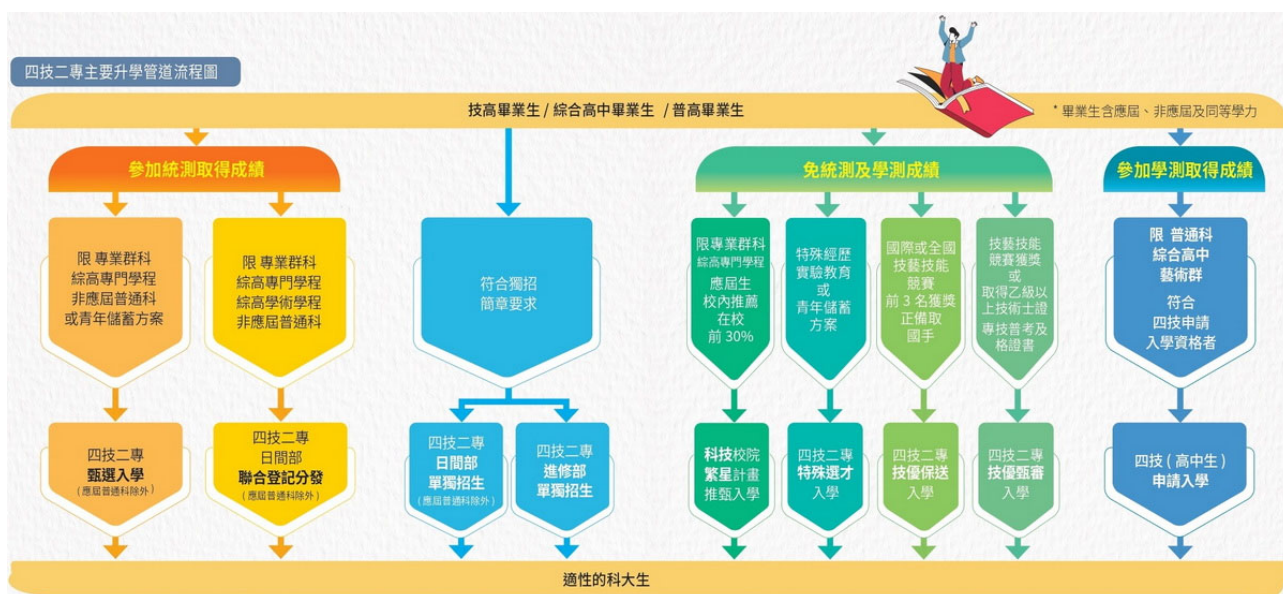 四技二專主要升學管道流程圖
技高畢業生 / 綜合高中畢業生 / 普高畢業生
* 畢業生含應屆、非應屆及同等學力
參加統測取得成績
限 專業群科
綜高專門學程
非應屆普通科
或青年儲蓄方案
四技二專
甄選入學
(應屆普通科除外)
限 專業群科
綜高專門學程
綜高學術學程
非應屆普通科
四技二專
日間部
聯合登記分發
(應屆普通科除外)
符合獨招
簡章要求
四技二專
日間部
單獨招生
(應屆普通科除外)
四技二專
進修部
單獨招生
免統測及學測成績
限專業群科
綜高專門學程
應屆生
校內推薦
在校
前 30%
科技校院
繁星計畫
推甄入學
特殊經歷
實驗教育
或
青年儲蓄
方案
四技二專
特殊選才
入學
國際或全國
技藝技能
競賽
前 3 名獲獎
正備取
國手
四技二專
技優保送
入學
技藝技能
競賽獲獎
或
取得乙級以
上技術士證
專技普考及
格證書
四技二專
技優甄審
入學
參加學測取得成績
限 普通科
綜合高中
藝術群
符合
四技申請
入學資格者
四技 ( 高中生 )
申請入學
適性的科大生